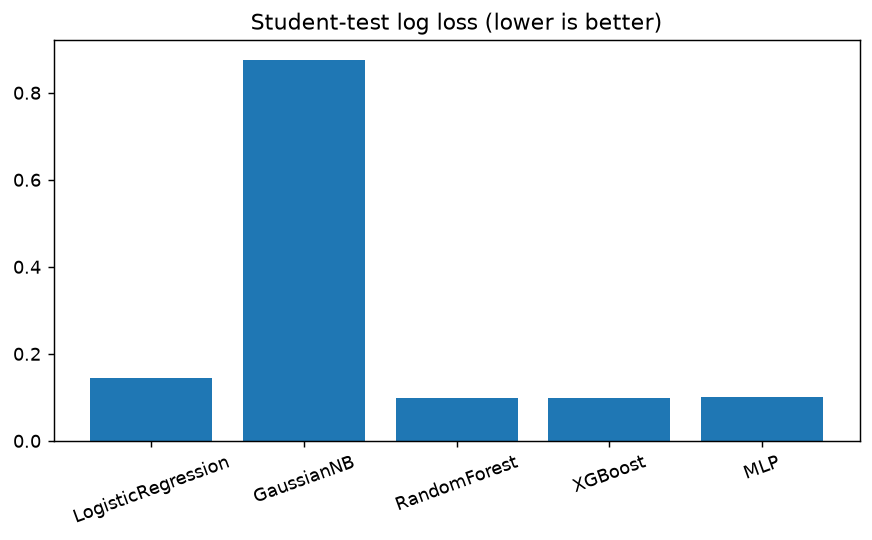 Student-test log loss (lower is better)
0.8
0.6
0.4
0.2
0.0
LogisticRegression
GaussianNB
RandomForest
XGBoost
MLP